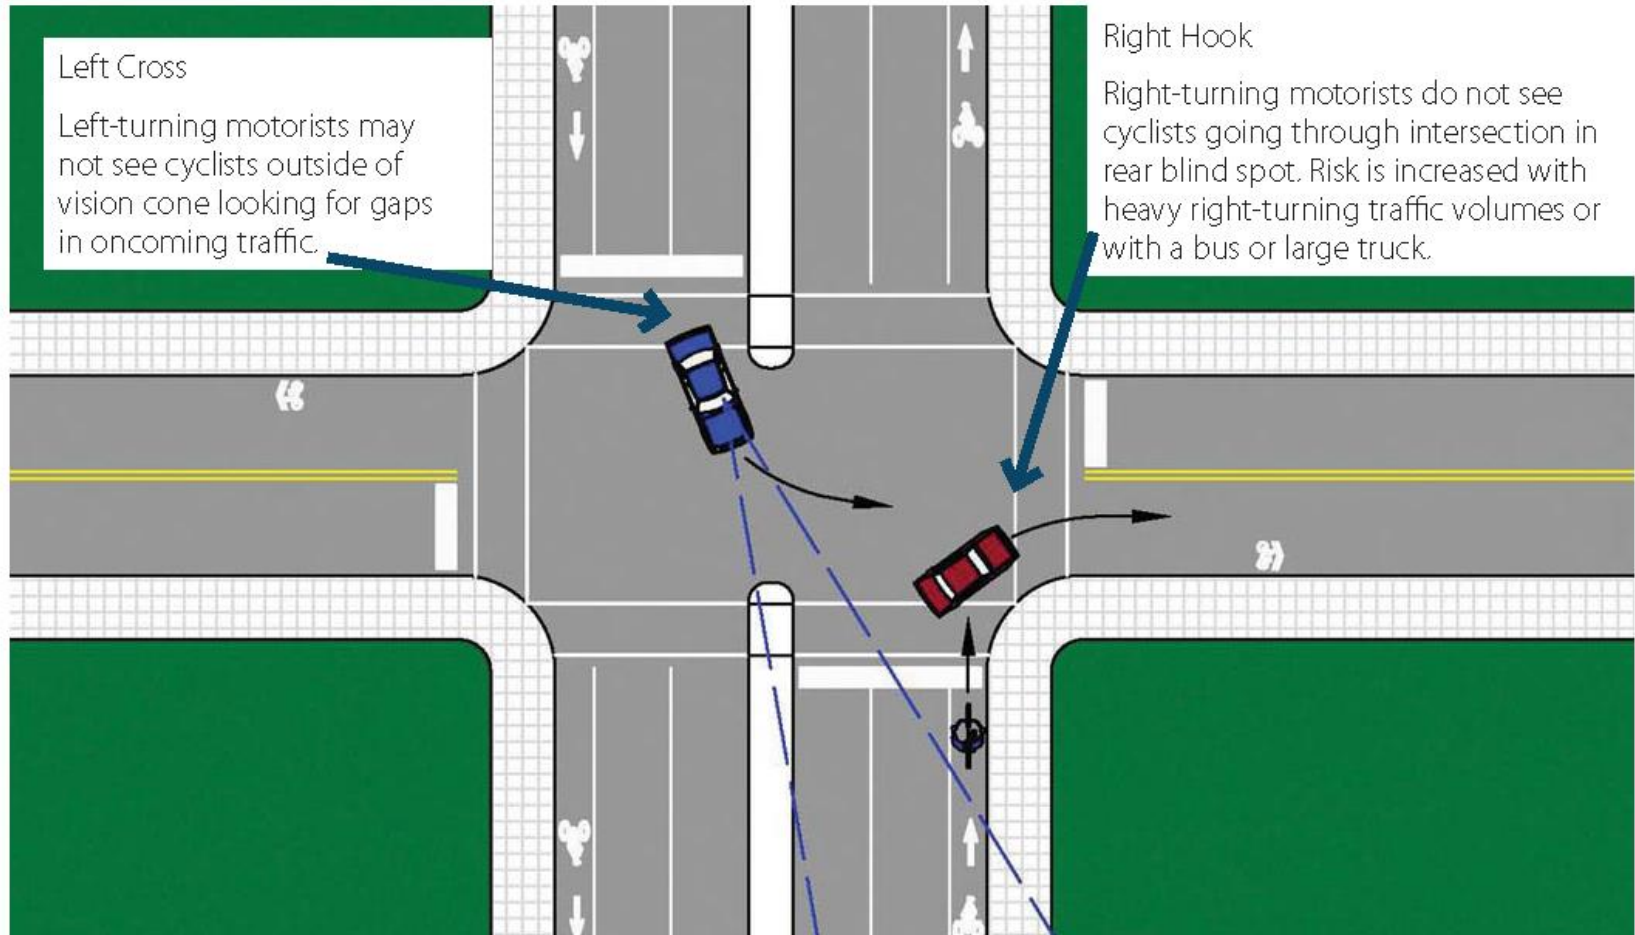 Left Cross
Left-turning motorists may
not see cyclists outside of
vision cone looking for gaps
in oncoming traffic.
Right Hook
Right-turning motorists do not see
cyclists going through intersection in
rear blind spot. Risk is increased with
heavy right-turning traffic volumes or
with a bus or large truck.